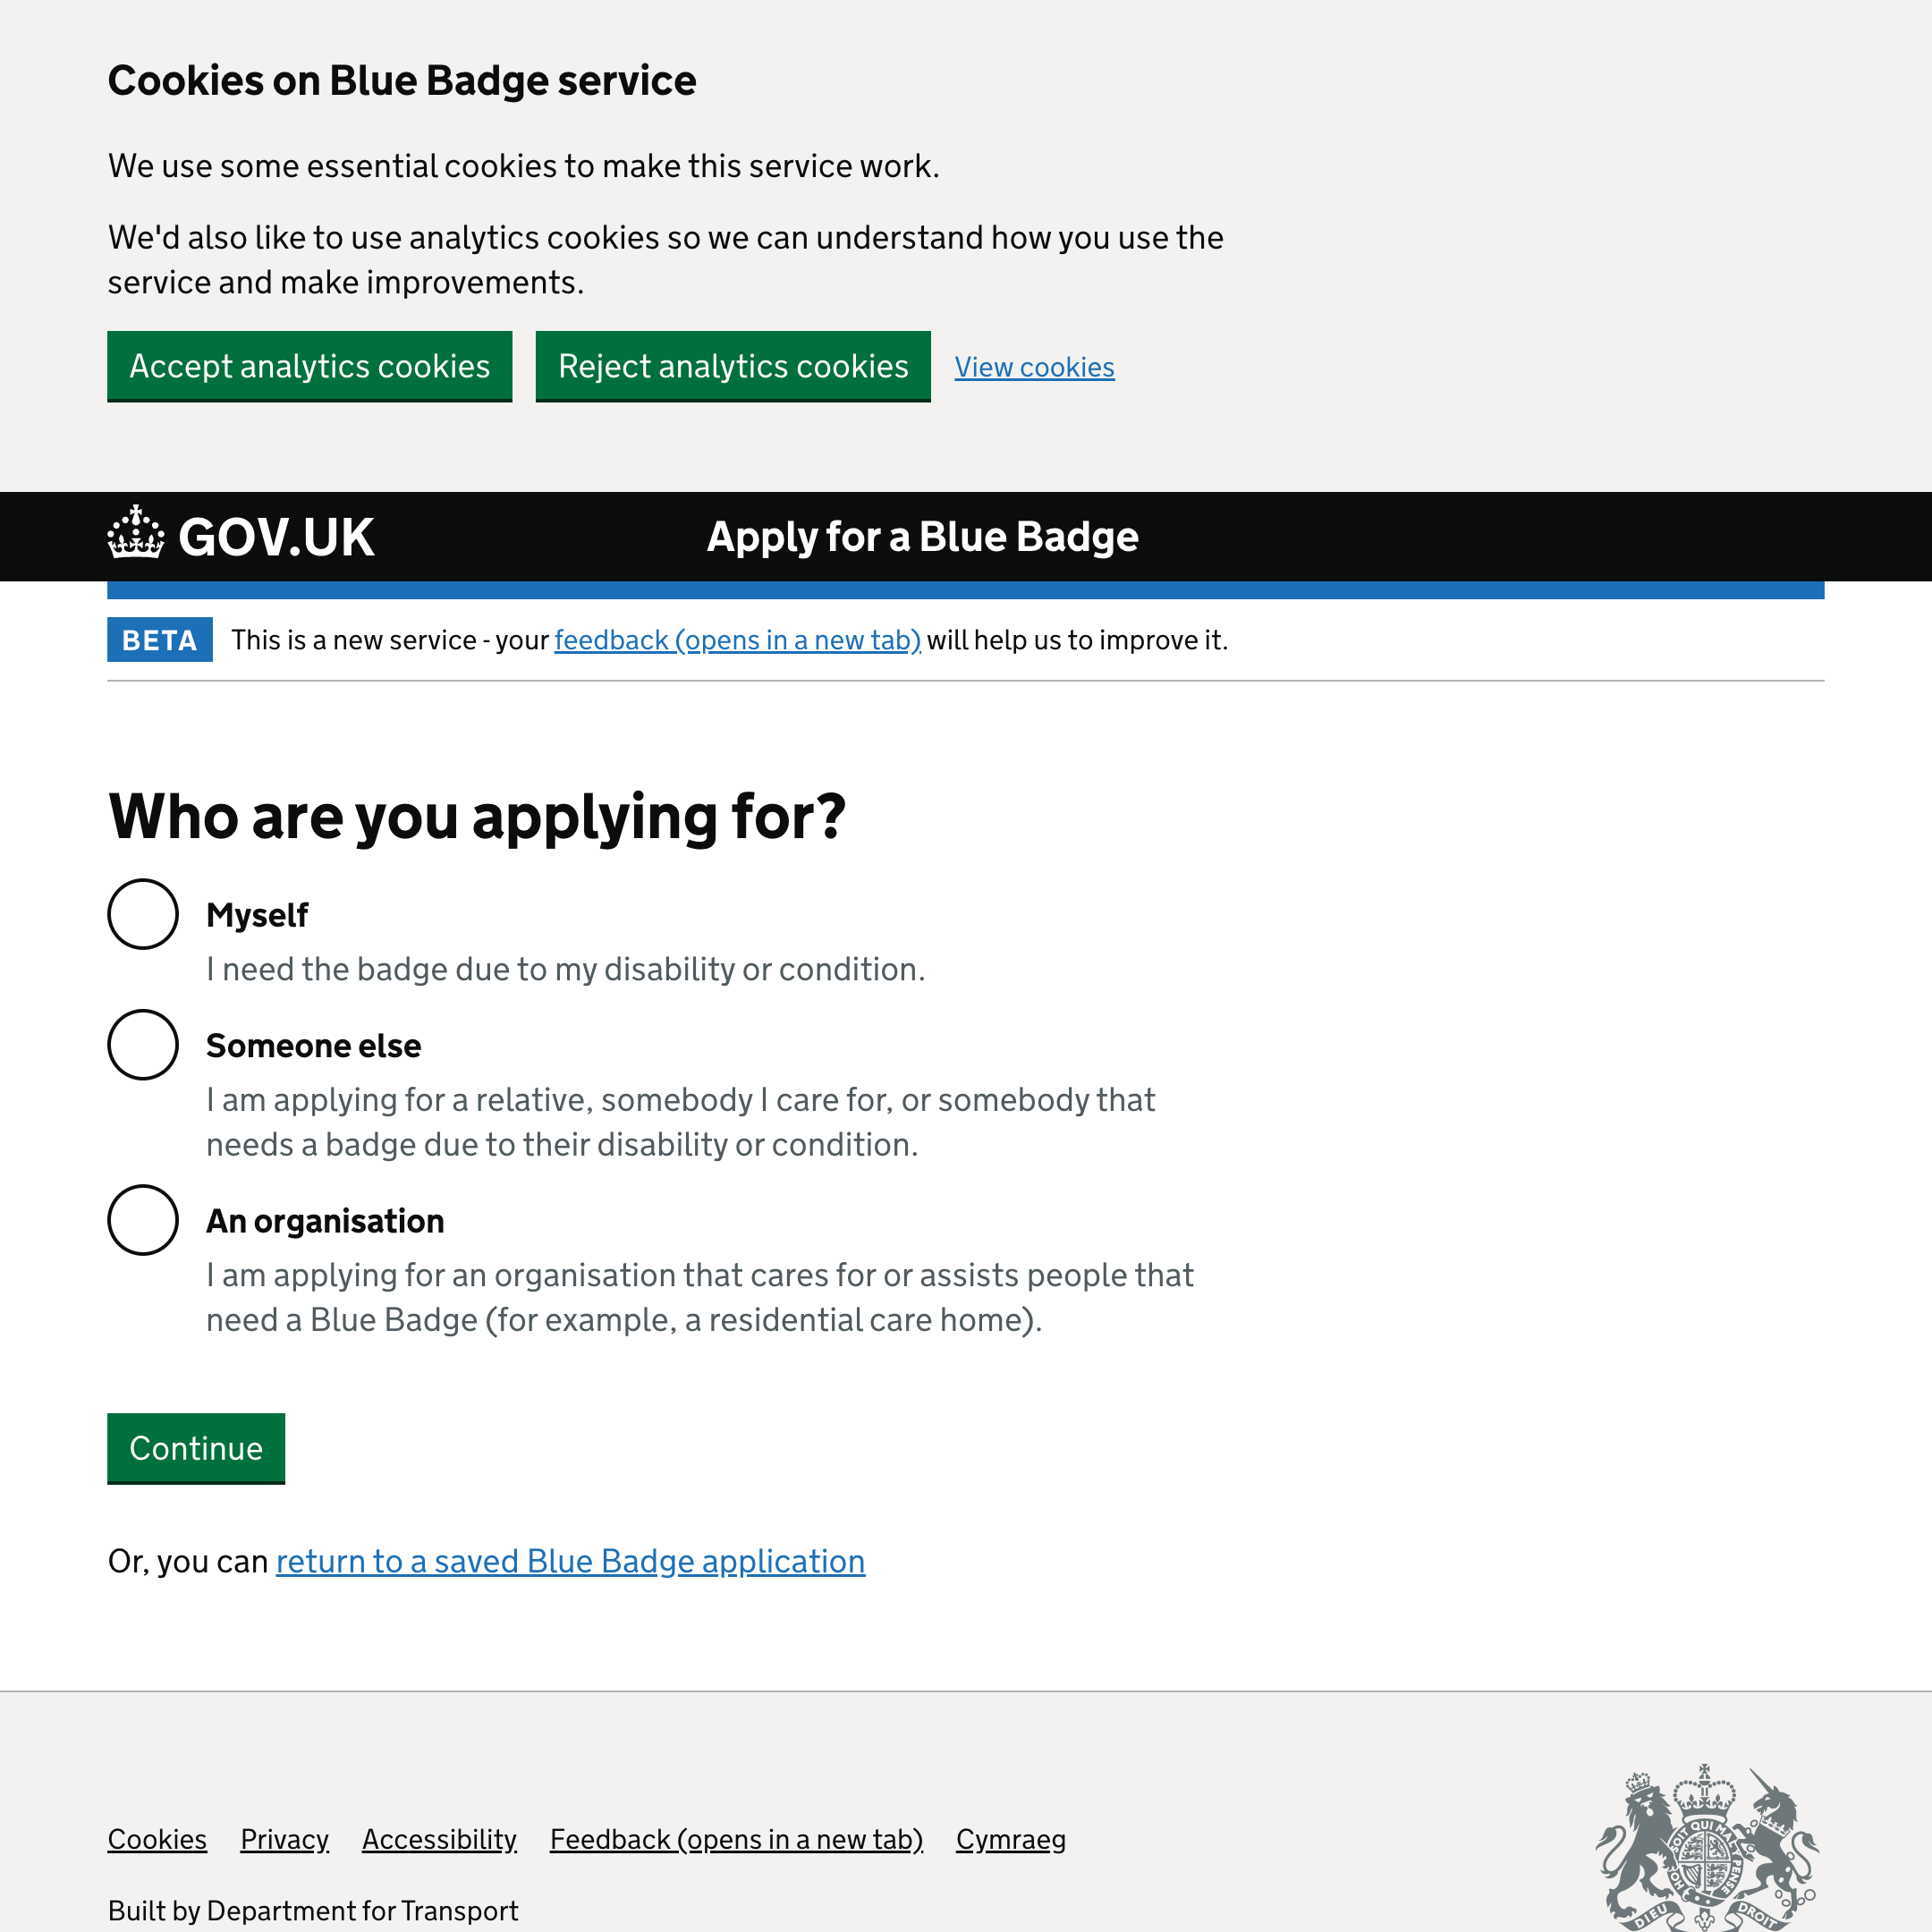 Cookies on Blue Badge service
We use some essential cookies to make this service work.
We'd also like to use analytics cookies so we can understand how you use the
service and make improvements.
Accept analytics cookies Reject analytics cookies View cookies
GOV.UK Apply for a Blue Badge
BETA This is a new service - your feedback (opens in a new tab) will help us to improve it.
Who are you applying for?
Myself
I need the badge due to my disability or condition.
Someone else
I am applying for a relative, somebody I care for, or somebody that
needs a badge due to their disability or condition.
An organisation
I am applying for an organisation that cares for or assists people that
need a Blue Badge (for example, a residential care home).
Continue
Or, you can return to a saved Blue Badge application
Cookies Privacy Accessibility Feedback (opens in a new tab) Cymraeg
Built by Department for Transport
DIEU DROIT